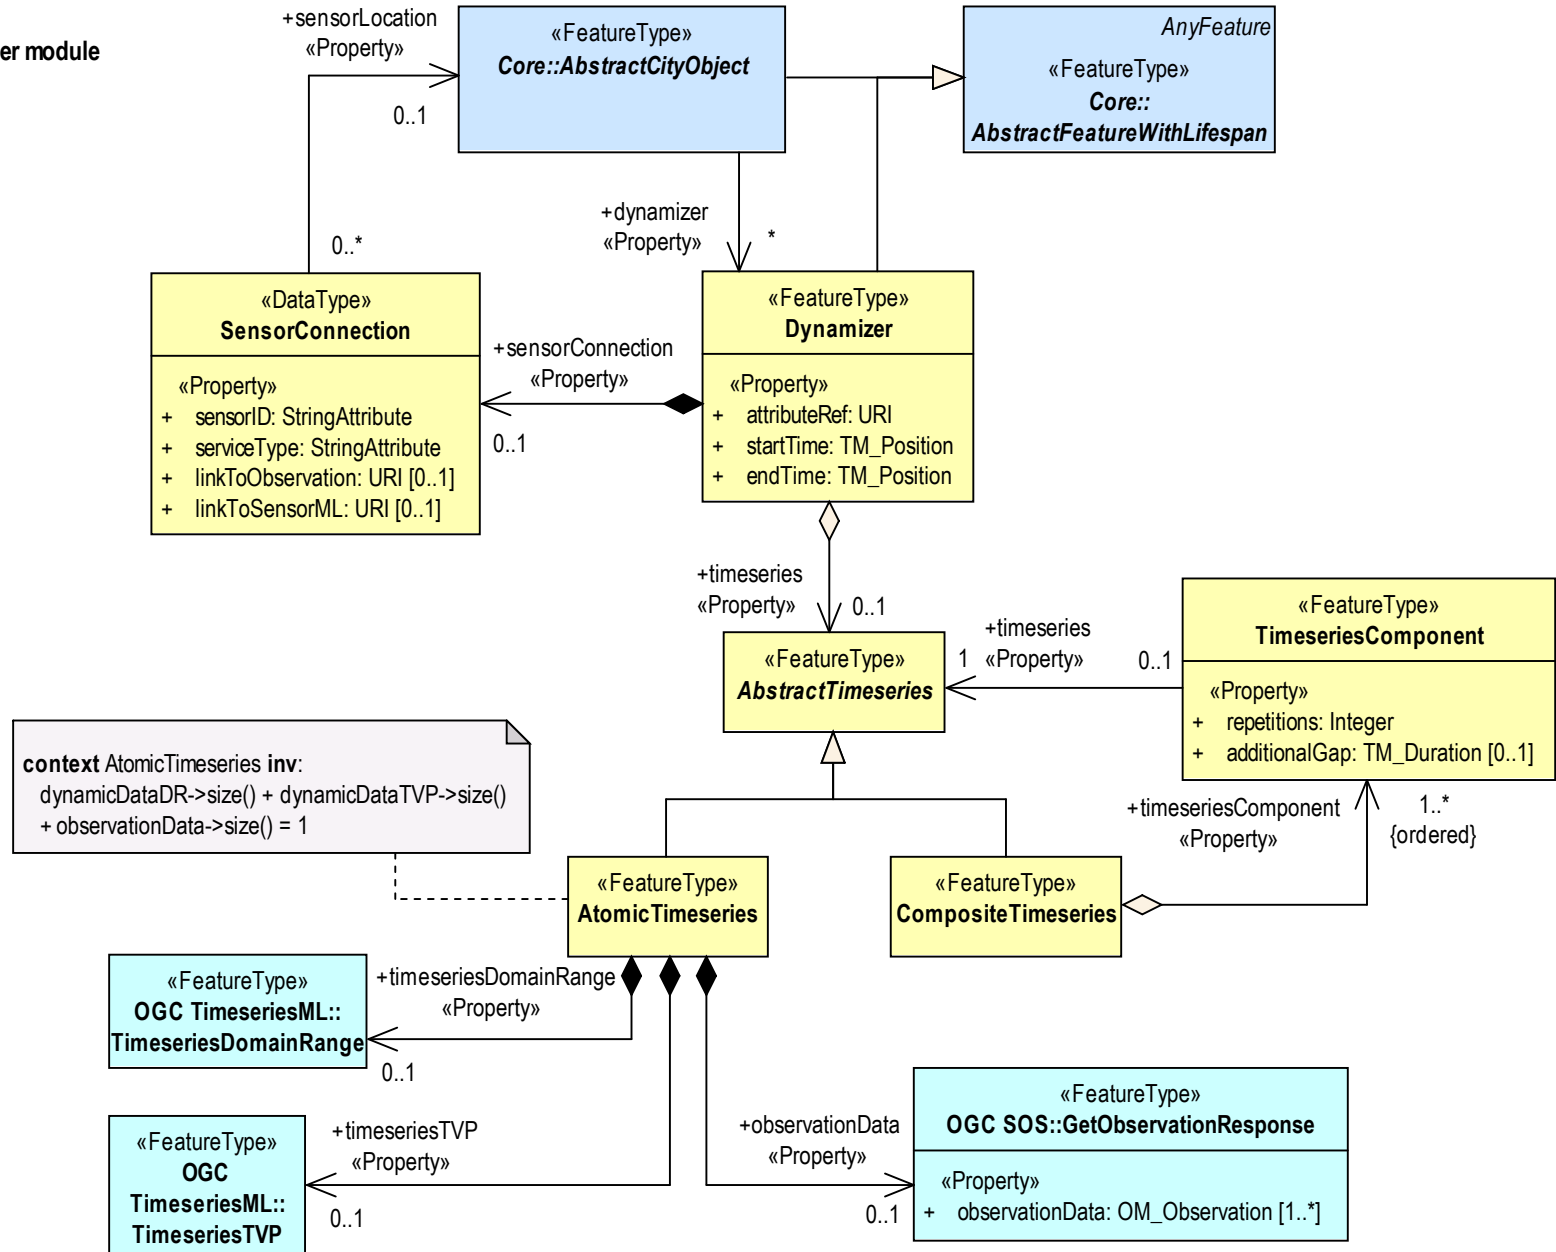 er module
+sensorLocation
«Property»
0..1
0..*
«FeatureType»
Core::AbstractCityObject
AnyFeature
«FeatureType»
Core::
AbstractFeatureWithLifespan
+dynamizer
«Property»
*
«DataType»
SensorConnection
«Property»
+ sensorID: StringAttribute
+ serviceType: StringAttribute
+ linkToObservation: URI [0..1]
+ linkToSensorML: URI [0..1]
+sensorConnection
«Property»
0..1
«FeatureType»
Dynamizer
«Property»
+ attributeRef: URI
+ startTime: TM_Position
+ endTime: TM_Position
+timeseries
«Property»
0..1
«FeatureType»
AbstractTimeseries
1
+timeseries
«Property»
0..1
«FeatureType»
TimeseriesComponent
«Property»
+ repetitions: Integer
+ additionalGap: TM_Duration [0..1]
context AtomicTimeseries inv:
dynamicDataDR->size() + dynamicDataTVP->size()
+ observationData->size() = 1
+timeseriesComponent
«Property»
1..*
{ordered}
«FeatureType»
AtomicTimeseries
«FeatureType»
CompositeTimeseries
«FeatureType»
OGC TimeseriesML::
TimeseriesDomainRange
+timeseriesDomainRange
«Property»
0..1
«FeatureType»
OGC
TimeseriesML::
TimeseriesTVP
+timeseriesTVP
«Property»
0..1
+observationData
«Property»
0..1
«FeatureType»
OGC SOS::GetObservationResponse
«Property»
+ observationData: OM_Observation [1..*]